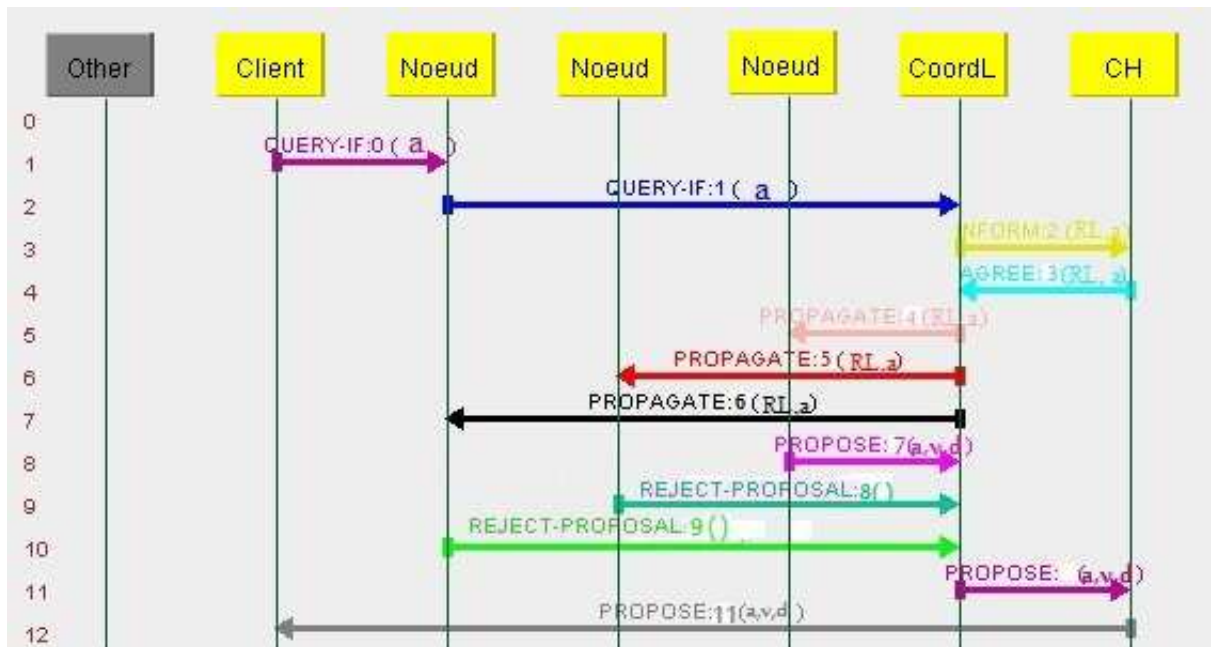 Other Client Noeud Noeud Noeud CoordL CH
0
QUERY-IF:0 ( a )
1
QUERY-IF:1 ( a )
2
INFORM:2 (RL,a)
3
AGREE:3(RL, a)
4
PROPAGATE:4(RL,a)
5
PROPAGATE:5 (RL,a)
6
PROPAGATE:6(RL,a)
7
PROPOSE: 7(a,v,d)
8
REJECT-PROPOSAL:8()
9
REJECT-PROPOSAL:9 ()
10
PROPOSE: (a,v,d)
11
PROPOSE:11(a,v,d )
12